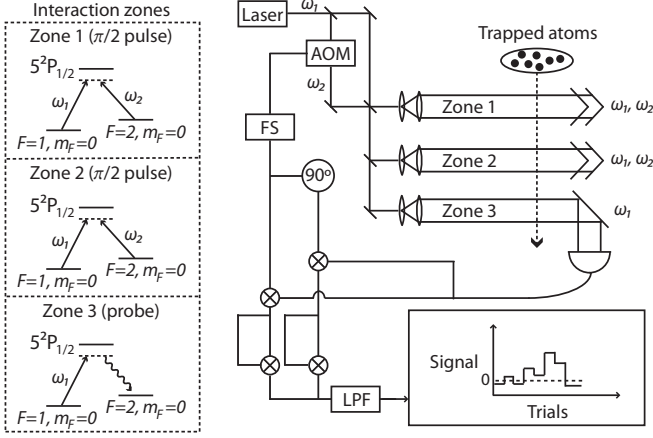 Interaction zones
Zone 1 (π/2 pulse)
5²P1/2
ω1
ω2
F=1, mF=0
F=2, mF=0
Zone 2 (π/2 pulse)
5²P1/2
ω1
ω2
F=1, mF=0
F=2, mF=0
Zone 3 (probe)
5²P1/2
ω1
F=1, mF=0
F=2, mF=0
Laser
ω1
AOM
ω2
FS
90º
Trapped atoms
Zone 1
ω1, ω2
Zone 2
ω1, ω2
Zone 3
ω1
LPF
Signal
0
Trials